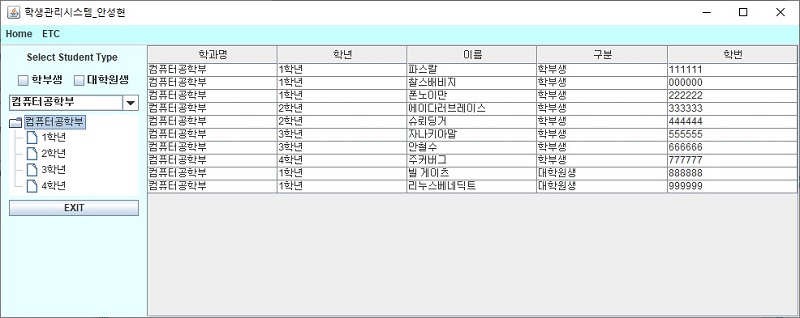 학생관리시스템_안성현
Home ETC
Select Student Type
학부생 대학원생
컴퓨터공학부
컴퓨터공학부
1학년
2학년
3학년
4학년
EXIT
학과명 학년 이름 구분 학번
컴퓨터공학부 1학년 파스칼 학부생 111111
컴퓨터공학부 1학년 찰스배비지 학부생 000000
컴퓨터공학부 1학년 폰노이만 학부생 222222
컴퓨터공학부 2학년 에이다러브레이스 학부생 333333
컴퓨터공학부 2학년 슈뢰딩거 학부생 444444
컴퓨터공학부 3학년 자나키아말 학부생 555555
컴퓨터공학부 3학년 안철수 학부생 666666
컴퓨터공학부 4학년 주커버그 학부생 777777
컴퓨터공학부 1학년 빌 게이츠 대학원생 888888
컴퓨터공학부 1학년 리누스베네딕트 대학원생 999999